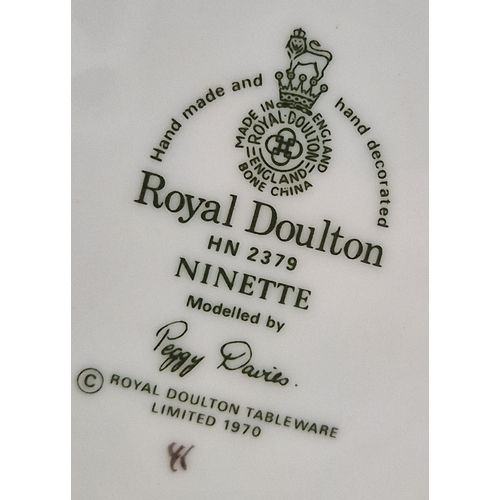 Hand made and hand decorated
MADE IN ENGLAND
ROYAL·DOULTON
ENGLAND
BONE CHINA
Royal Doulton
HN 2379
NINETTE
Modelled by
Peggy Davies.
© ROYAL DOULTON TABLEWARE
LIMITED 1970